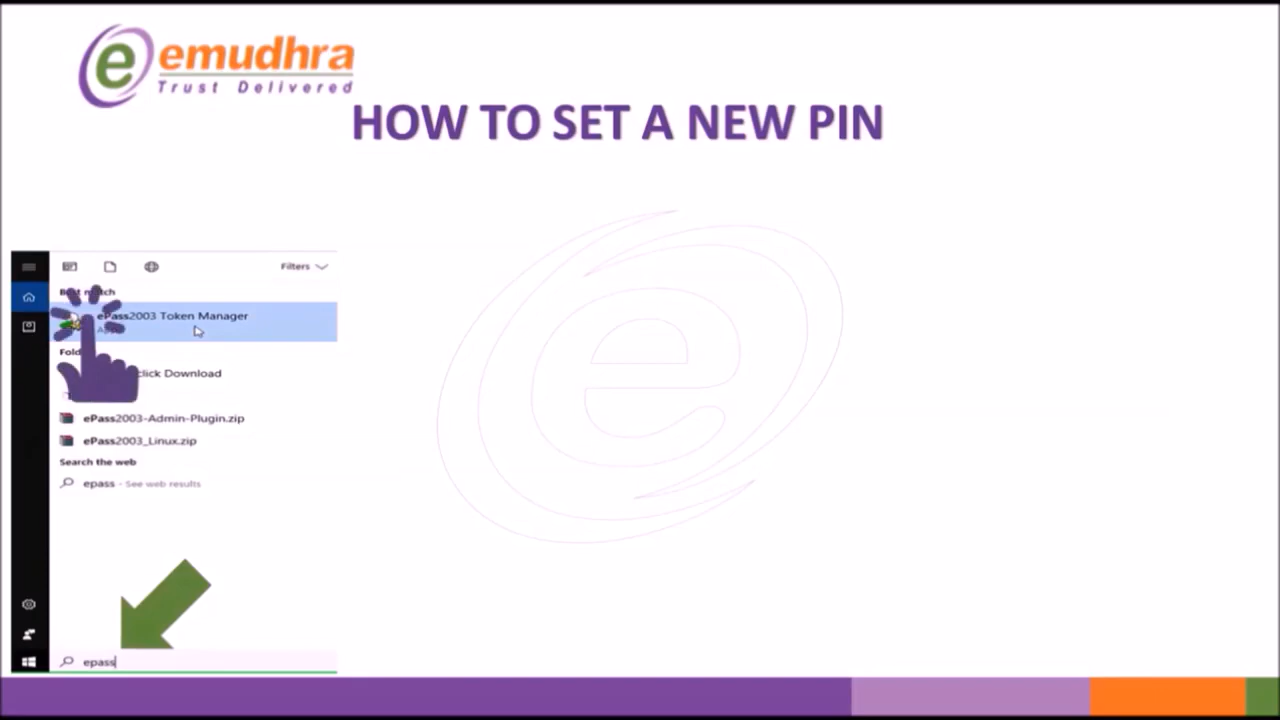 emudhra
Trust Delivered
HOW TO SET A NEW PIN
Filters
ePass2003 Token Manager
click Download
ePass2003-Admin-Plugin.zip
ePass2003_Linux.zip
Search the web
epass - See web results
epass